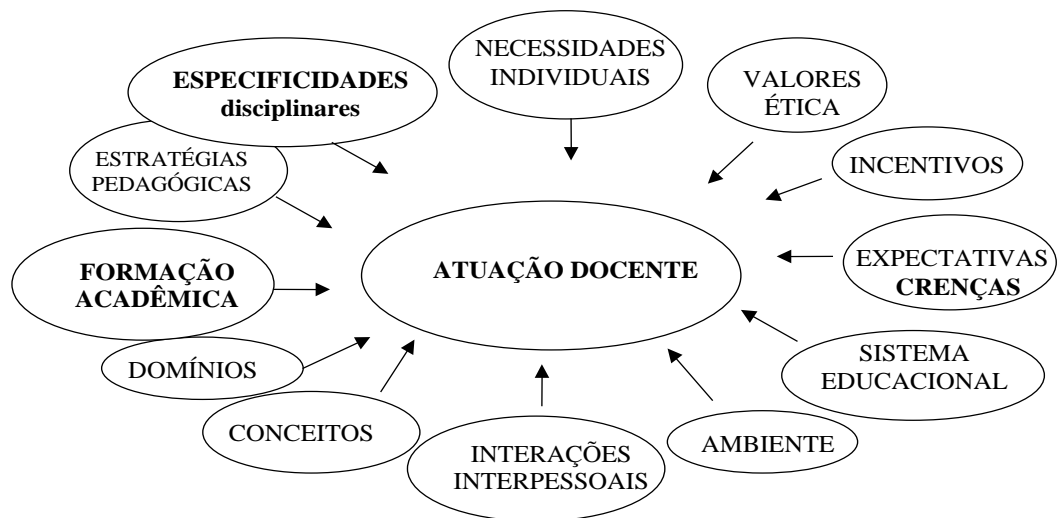 NECESSIDADES
INDIVIDUAIS
ESPECIFICIDADES
disciplinares
VALORES
ÉTICA
ESTRATÉGIAS
PEDAGÓGICAS
INCENTIVOS
FORMAÇÃO
ACADÊMICA
ATUAÇÃO DOCENTE
EXPECTATIVAS
CRENÇAS
DOMÍNIOS
SISTEMA
EDUCACIONAL
CONCEITOS
INTERAÇÕES
INTERPESSOAIS
AMBIENTE